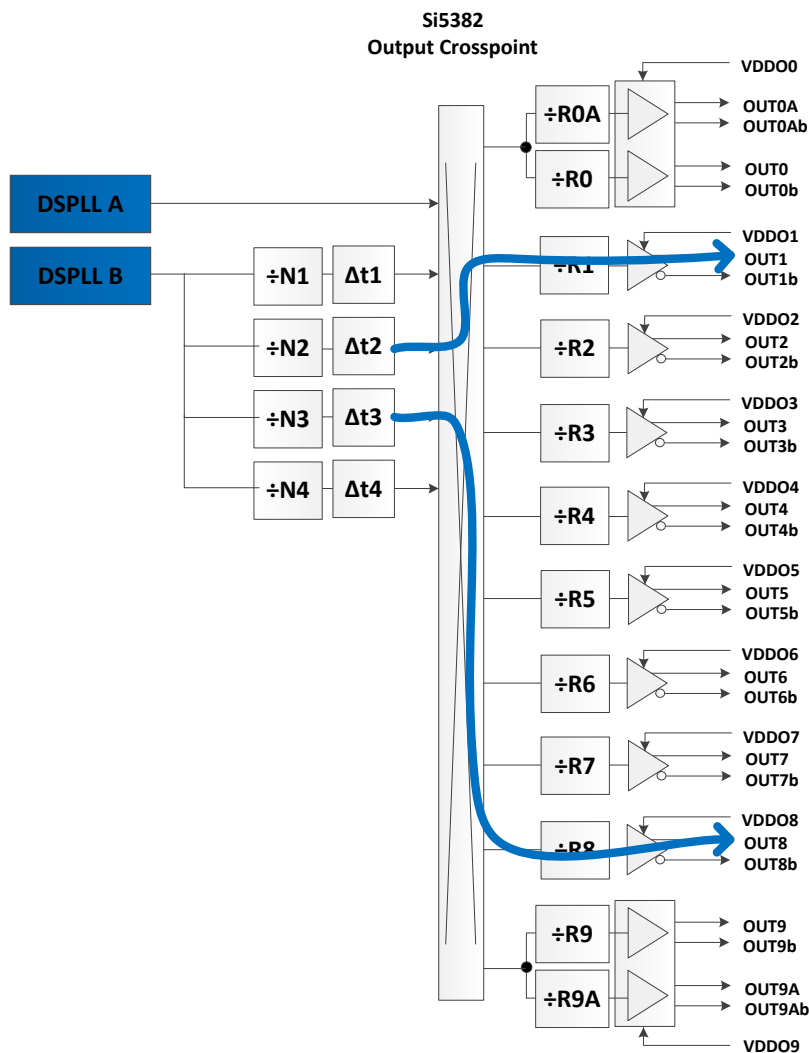 Si5382
Output Crosspoint
VDDO0
÷R0A
OUT0A
OUT0Ab
÷R0
OUT0
OUT0b
DSPLL A
DSPLL B
÷N1 Δt1
÷N2 Δt2
÷N3 Δt3
÷N4 Δt4
VDDO1
÷R1
OUT1
OUT1b
VDDO2
÷R2
OUT2
OUT2b
VDDO3
÷R3
OUT3
OUT3b
VDDO4
÷R4
OUT4
OUT4b
VDDO5
÷R5
OUT5
OUT5b
VDDO6
÷R6
OUT6
OUT6b
VDDO7
÷R7
OUT7
OUT7b
VDDO8
÷R8
OUT8
OUT8b
÷R9
OUT9
OUT9b
÷R9A
OUT9A
OUT9Ab
VDDO9